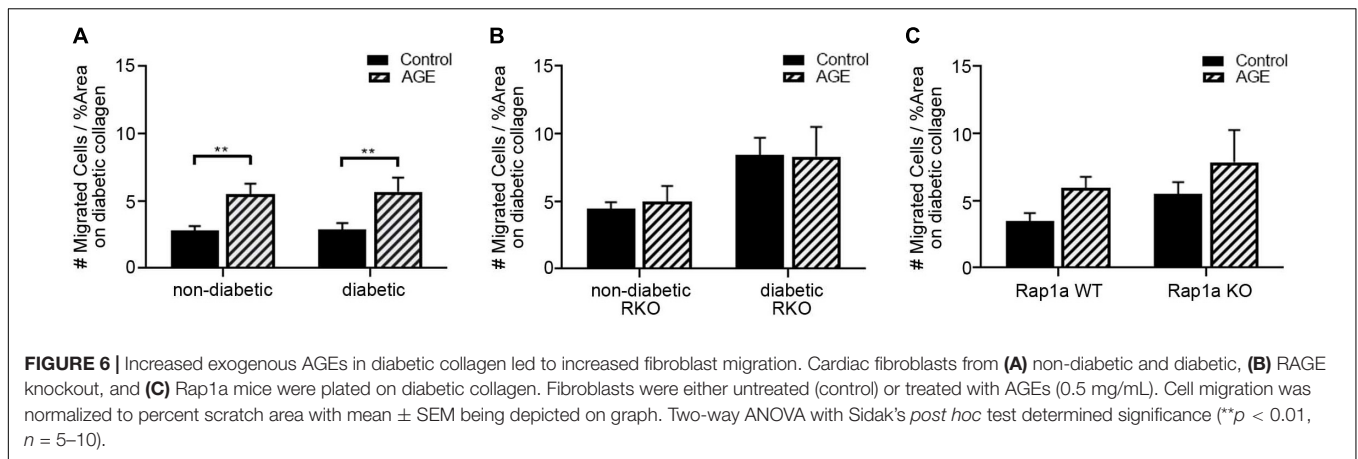 A
# Migrated Cells / %Area
on diabetic collagen
15
10
5
0
Control
AGE
**
**
non-diabetic
diabetic
B
# Migrated Cells / %Area
on diabetic collagen
15
10
5
0
Control
AGE
non-diabetic
RKO
diabetic
RKO
C
# Migrated Cells / %Area
on diabetic collagen
15
10
5
0
Control
AGE
Rap1a WT
Rap1a KO
FIGURE 6 | Increased exogenous AGEs in diabetic collagen led to increased fibroblast migration. Cardiac fibroblasts from (A) non-diabetic and diabetic, (B) RAGE
knockout, and (C) Rap1a mice were plated on diabetic collagen. Fibroblasts were either untreated (control) or treated with AGEs (0.5 mg/mL). Cell migration was
normalized to percent scratch area with mean ± SEM being depicted on graph. Two-way ANOVA with Sidak's post hoc test determined significance (**p < 0.01,
n = 5–10).